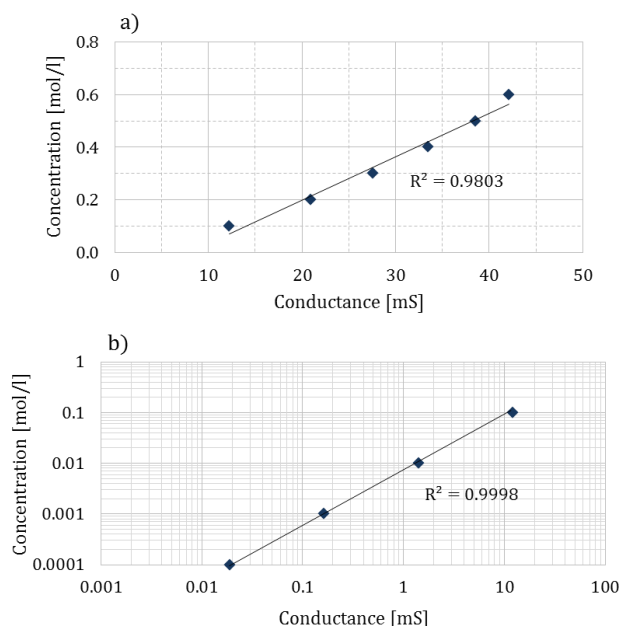 a)
Concentration [mol/l]
0.8
0.6
0.4
0.2
0.0
R² = 0.9803
0 10 20 30 40 50
Conductance [mS]
b)
Concentration [mol/l]
1
0.1
0.01
0.001
0.0001
R² = 0.9998
0.001 0.01 0.1 1 10 100
Conductance [mS]